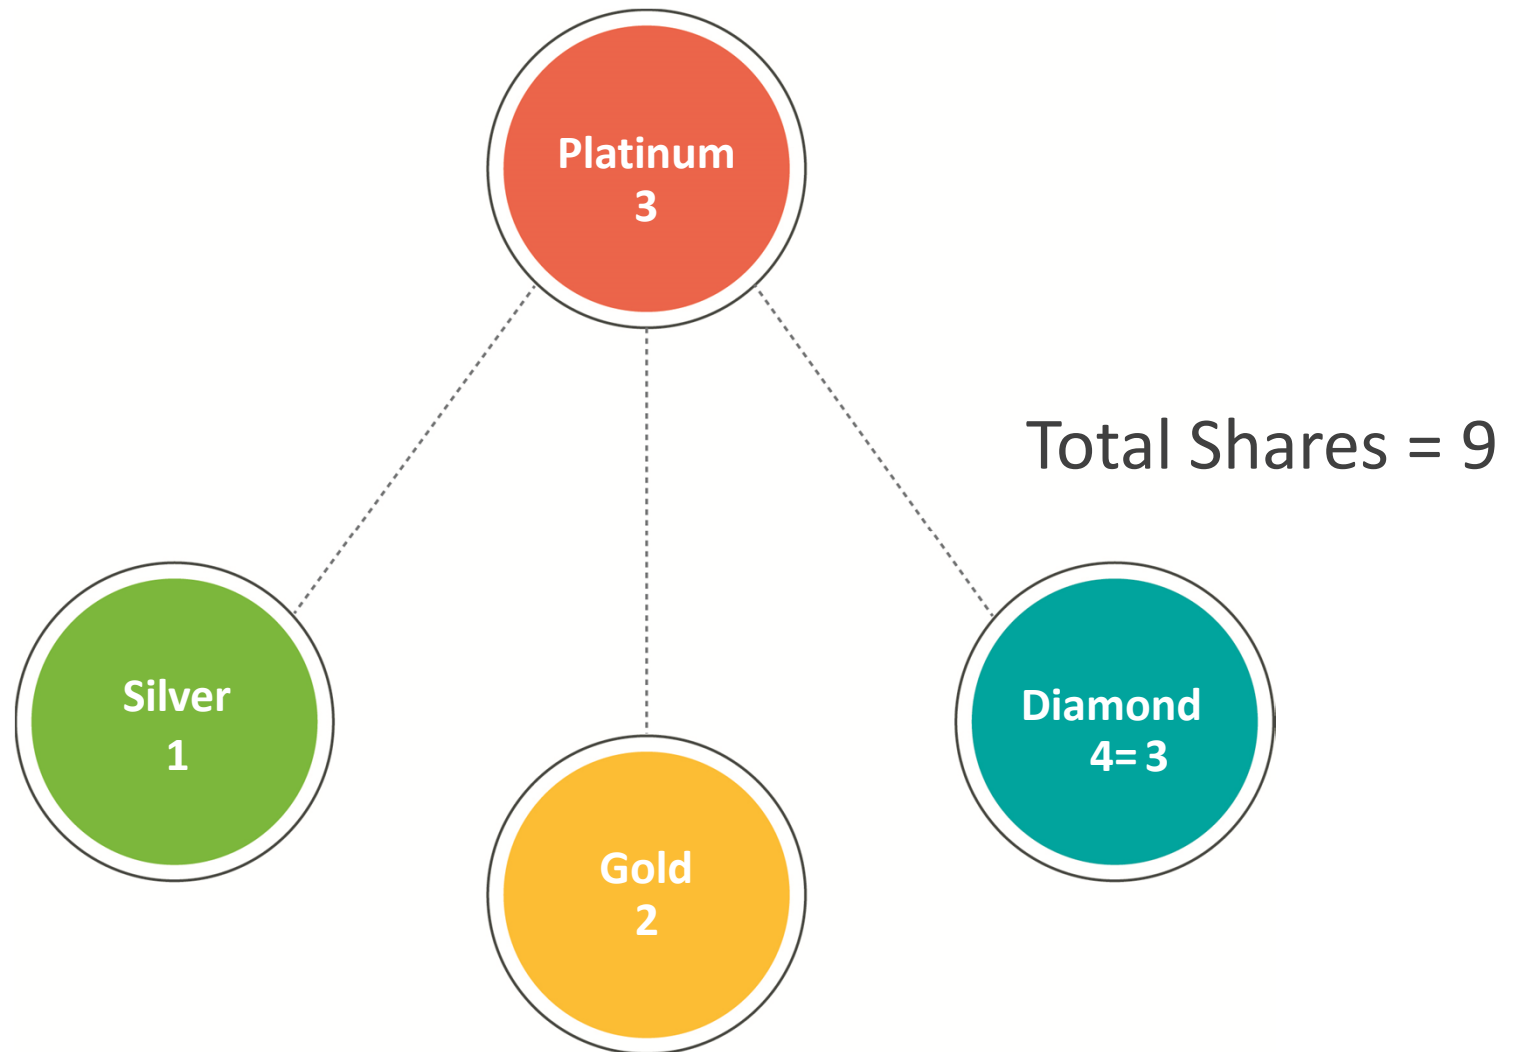 Platinum
3
Total Shares = 9
Silver
1
Diamond
4= 3
Gold
2